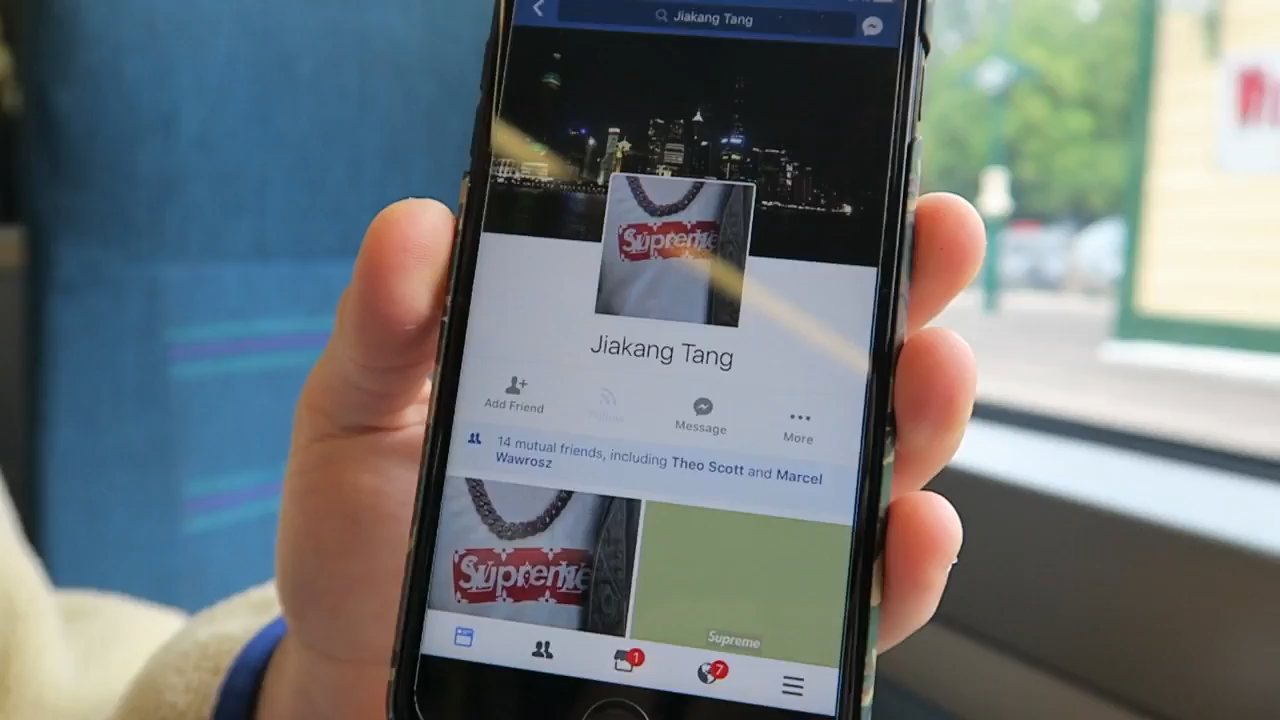 Jiakang Tang
Supreme
Jiakang Tang
Add Friend
Message
More
14 mutual friends, including Theo Scott and Marcel
Wawrosz
Supreme
Supreme
1
7